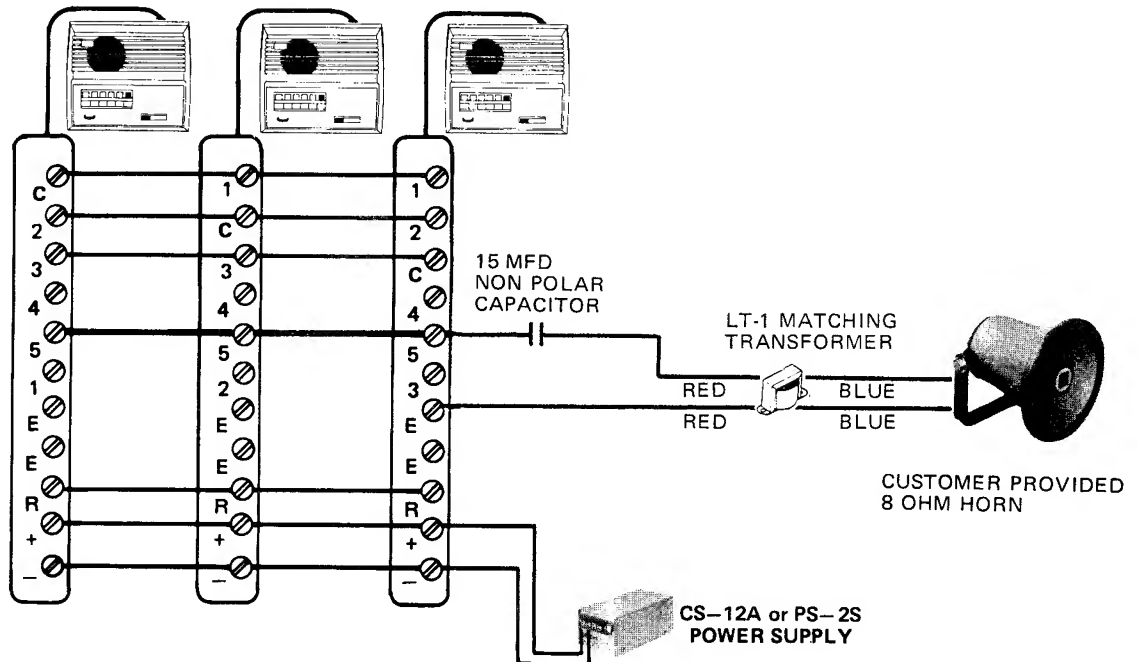 C
2
3
4
5
1
E
E
R
+
−
1
C
3
4
5
2
E
E
R
+
−
1
2
C
4
5
3
E
E
R
+
−
15 MFD
NON POLAR
CAPACITOR
LT-1 MATCHING
TRANSFORMER
RED
BLUE
RED
BLUE
CUSTOMER PROVIDED
8 OHM HORN
CS–12A or PS–2S
POWER SUPPLY